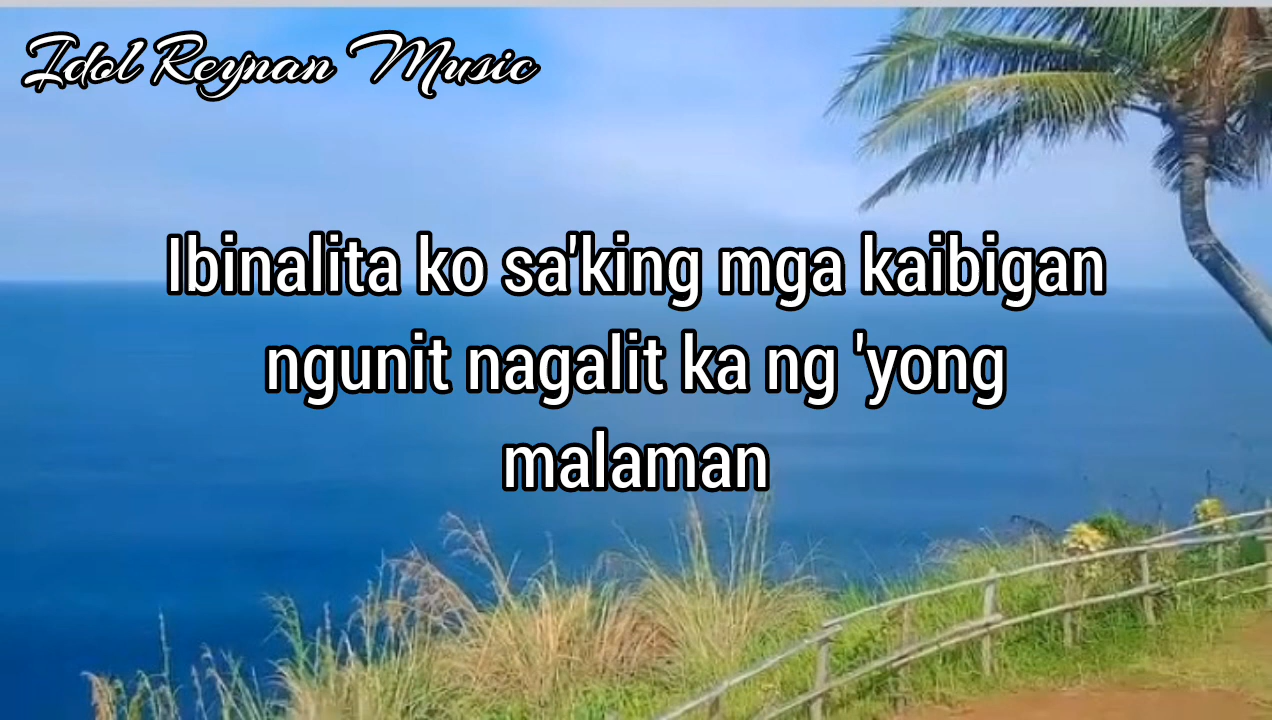 Idol Reynan Music
Ibinalita ko sa'king mga kaibigan
ngunit nagalit ka ng 'yong
malaman